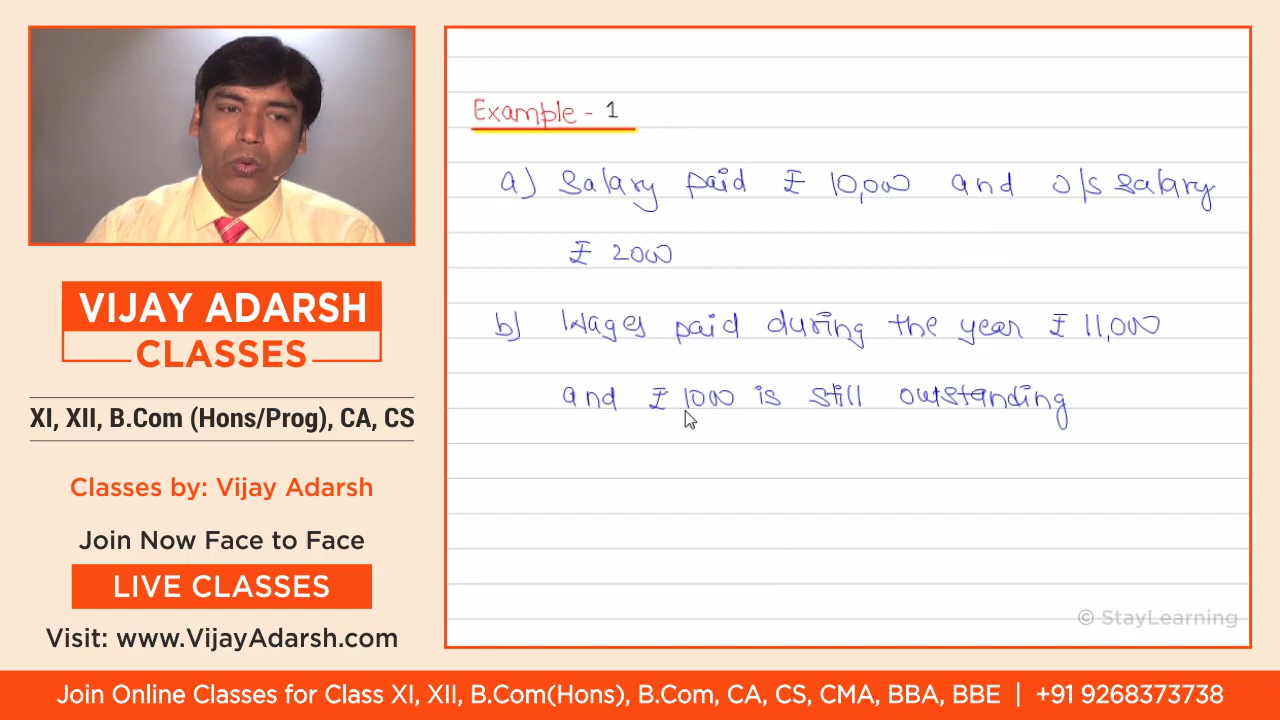 Example - 1
a) Salary paid ₹ 10,000 and o/s salary
₹ 2000
b) Wages paid during the year ₹ 11,000
and ₹ 1000 is still outstanding
VIJAY ADARSH
CLASSES
XI, XII, B.Com (Hons/Prog), CA, CS
Classes by: Vijay Adarsh
Join Now Face to Face
LIVE CLASSES
Visit: www.VijayAdarsh.com
© StayLearning
Join Online Classes for Class XI, XII, B.Com(Hons), B.Com, CA, CS, CMA, BBA, BBE | +91 9268373738